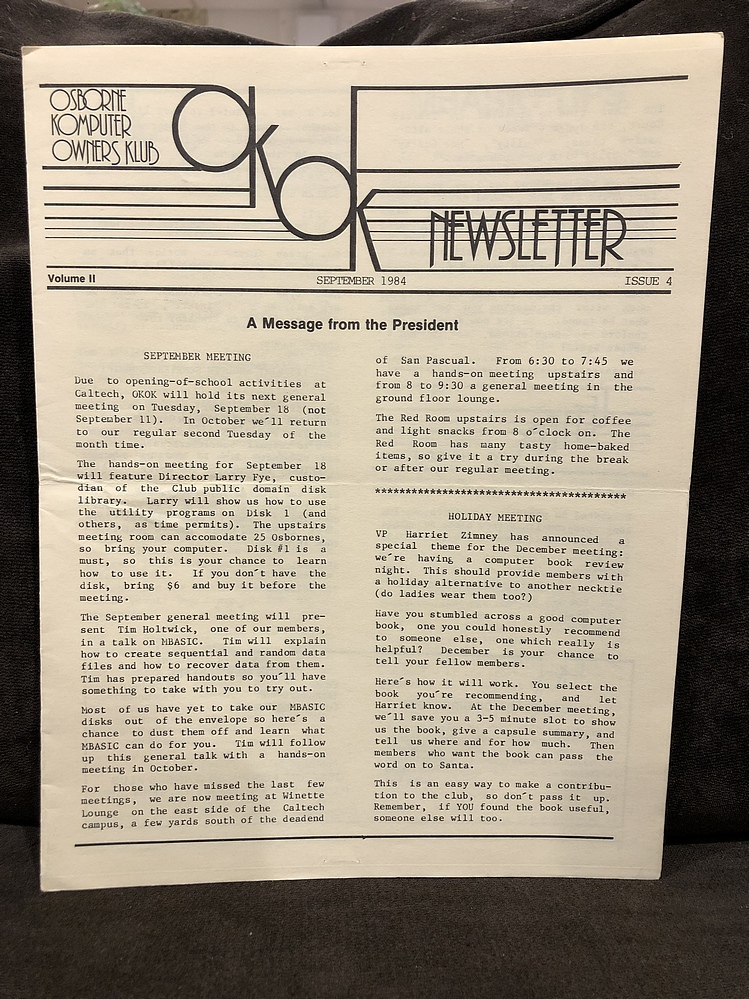 OSBORNE
KOMPUTER
OWNERS KLUB
OKOK
NEWSLETTER
Volume II SEPTEMBER 1984 ISSUE 4
A Message from the President
SEPTEMBER MEETING
Due to opening-of-school activities at
Caltech, OKOK will hold its next general
meeting on Tuesday, September 18 (not
September 11). In October we´ll return
to our regular second Tuesday of the
month time.
The hands-on meeting for September 18
will feature Director Larry Fye, custo-
dian of the Club public domain disk
library. Larry will show us how to use
the utility programs on Disk 1 (and
others, as time permits). The upstairs
meeting room can accomodate 25 Osbornes,
so bring your computer. Disk #1 is a
must, so this is your chance to learn
how to use it. If you don´t have the
disk, bring $6 and buy it before the
meeting.
The September general meeting will pre-
sent Tim Holtwick, one of our members,
in a talk on MBASIC. Tim will explain
how to create sequential and random data
files and how to recover data from them.
Tim has prepared handouts so you´ll have
something to take with you to try out.
Most of us have yet to take our MBASIC
disks out of the envelope so here´s a
chance to dust them off and learn what
MBASIC can do for you. Tim will follow
up this general talk with a hands-on
meeting in October.
For those who have missed the last few
meetings, we are now meeting at Winette
Lounge on the east side of the Caltech
campus, a few yards south of the deadend
of San Pascual. From 6:30 to 7:45 we
have a hands-on meeting upstairs and
from 8 to 9:30 a general meeting in the
ground floor lounge.
The Red Room upstairs is open for coffee
and light snacks from 8 o´clock on. The
Red Room has many tasty home-baked
items, so give it a try during the break
or after our regular meeting.
****************************************
HOLIDAY MEETING
VP Harriet Zimney has announced a
special theme for the December meeting:
we´re having a computer book review
night. This should provide members with
a holiday alternative to another necktie
(do ladies wear them too?)
Have you stumbled across a good computer
book, one you could honestly recommend
to someone else, one which really is
helpful? December is your chance to
tell your fellow members.
Here´s how it will work. You select the
book you´re recommending, and let
Harriet know. At the December meeting,
we´ll save you a 3-5 minute slot to show
us the book, give a capsule summary, and
tell us where and for how much. Then
members who want the book can pass the
word on to Santa.
This is an easy way to make a contribu-
tion to the club, so don´t pass it up.
Remember, if YOU found the book useful,
someone else will too.